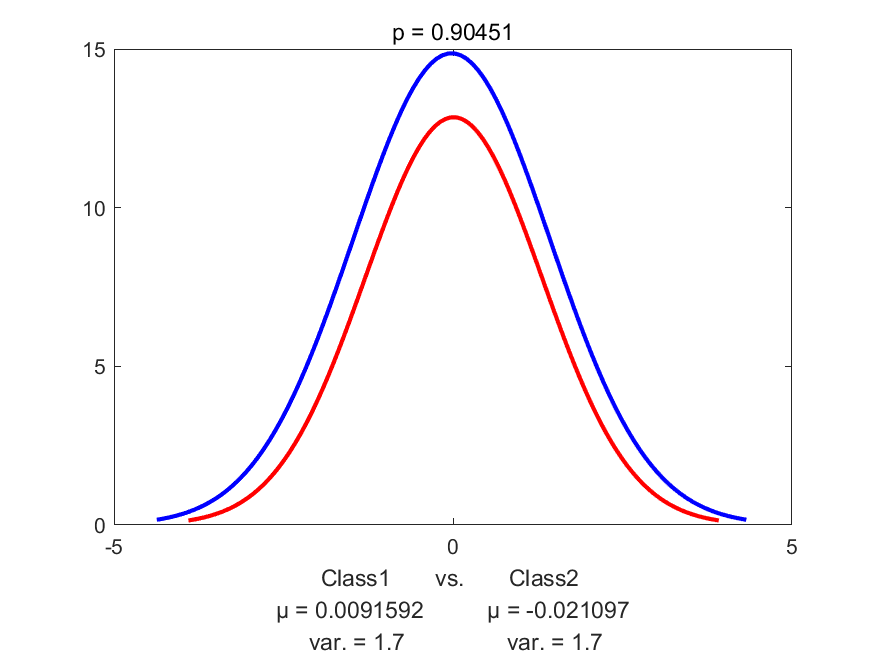 p = 0.90451
15
10
5
0
-5 0 5
Class1 vs. Class2
μ = 0.0091592 μ = -0.021097
var. = 1.7 var. = 1.7